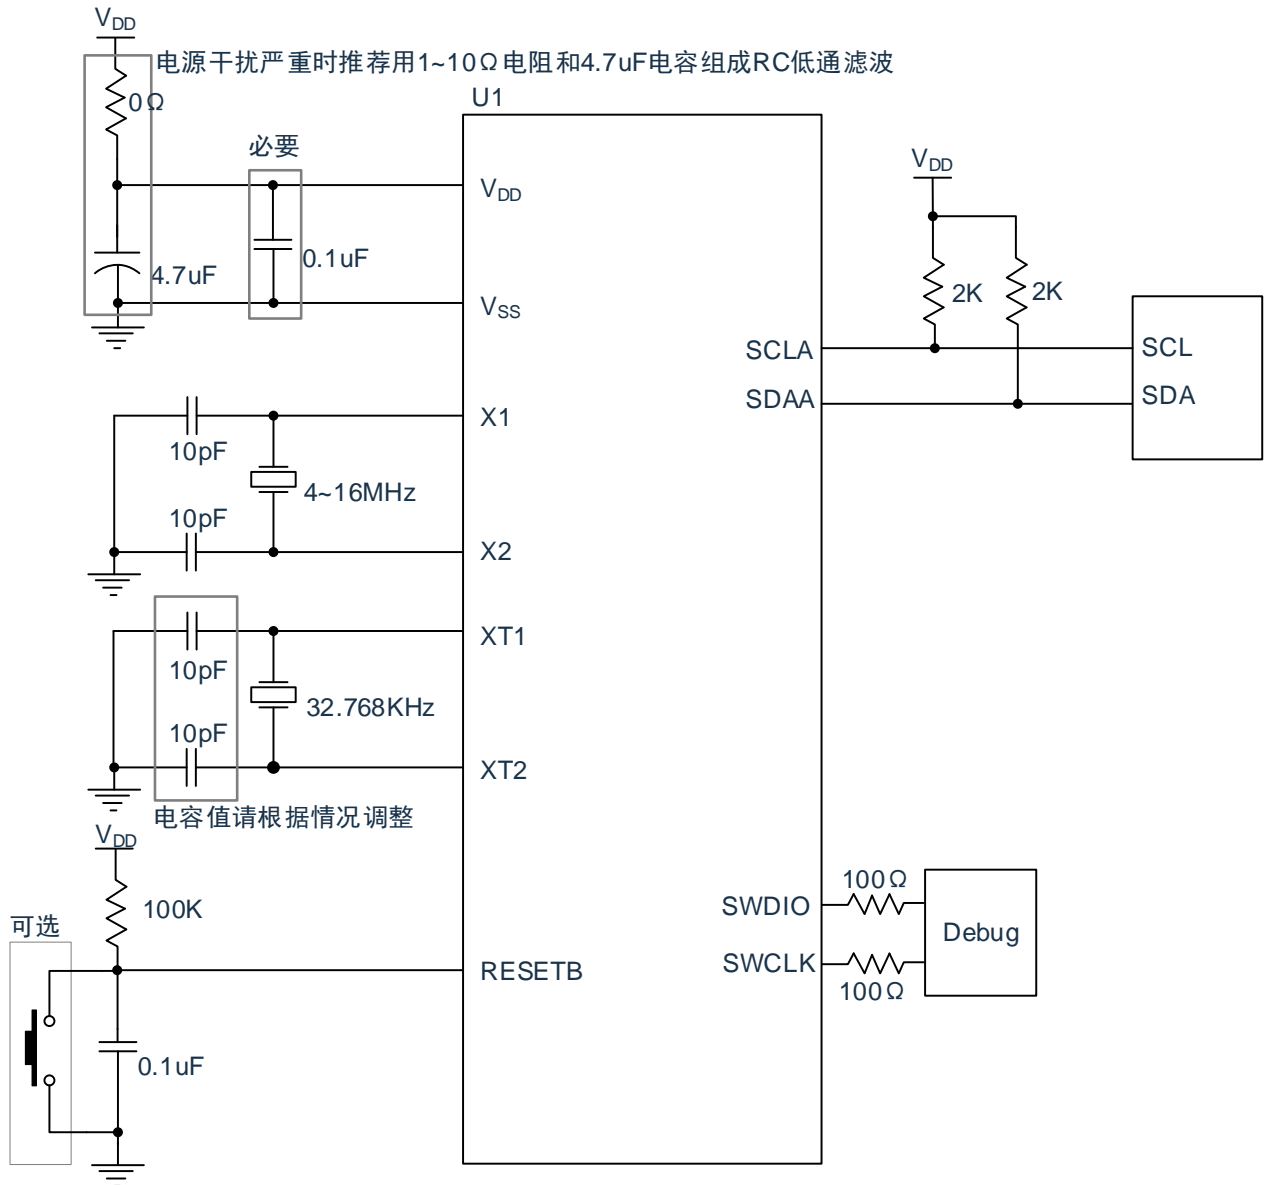 VDD
电源干扰严重时推荐用1~10Ω电阻和4.7uF电容组成RC低通滤波
0Ω
U1
必要
VDD
VDD
0.1uF
4.7uF
VSS
2K
2K
SCLA
SCL
SDAA
SDA
X1
10pF
4~16MHz
10pF
X2
XT1
10pF
32.768KHz
10pF
XT2
电容值请根据情况调整
VDD
100K
可选
100Ω
SWDIO
Debug
SWCLK
100Ω
RESETB
0.1uF